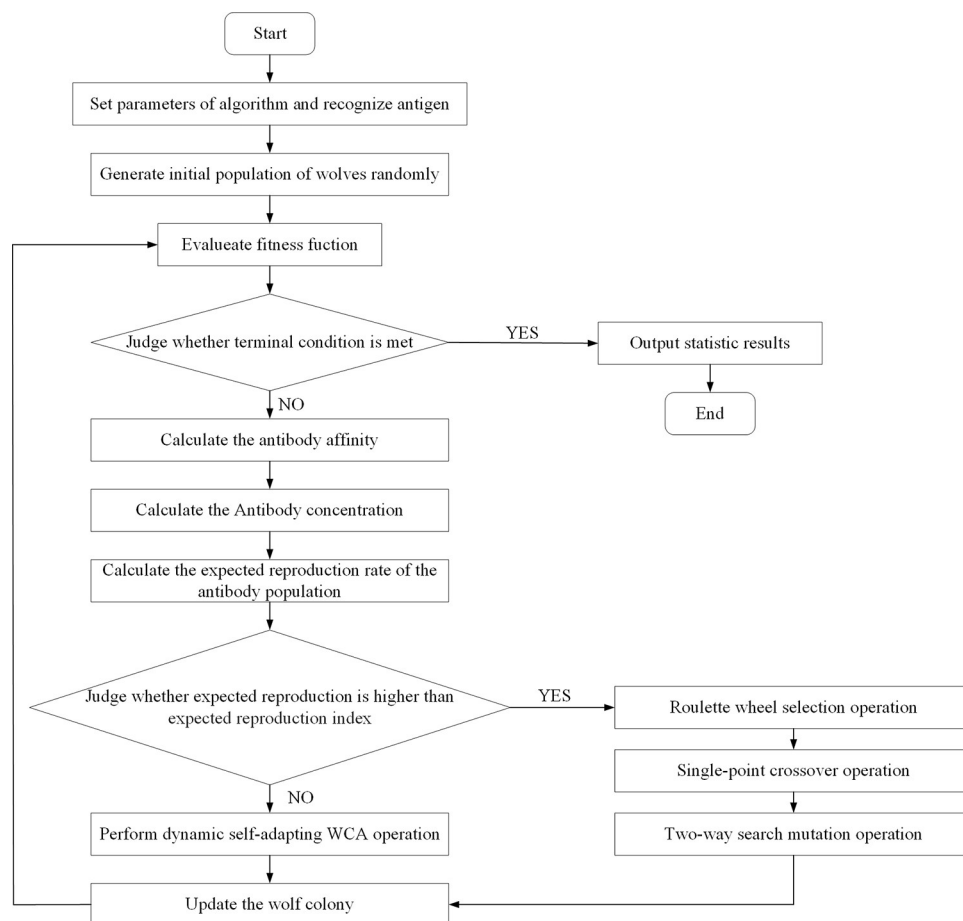 Start
Set parameters of algorithm and recognize antigen
Generate initial population of wolves randomly
Evalueate fitness fuction
Judge whether terminal condition is met
YES
Output statistic results
End
NO
Calculate the antibody affinity
Calculate the Antibody concentration
Calculate the expected reproduction rate of the
antibody population
Judge whether expected reproduction is higher than
expected reproduction index
YES
Roulette wheel selection operation
Single-point crossover operation
Two-way search mutation operation
NO
Perform dynamic self-adapting WCA operation
Update the wolf colony